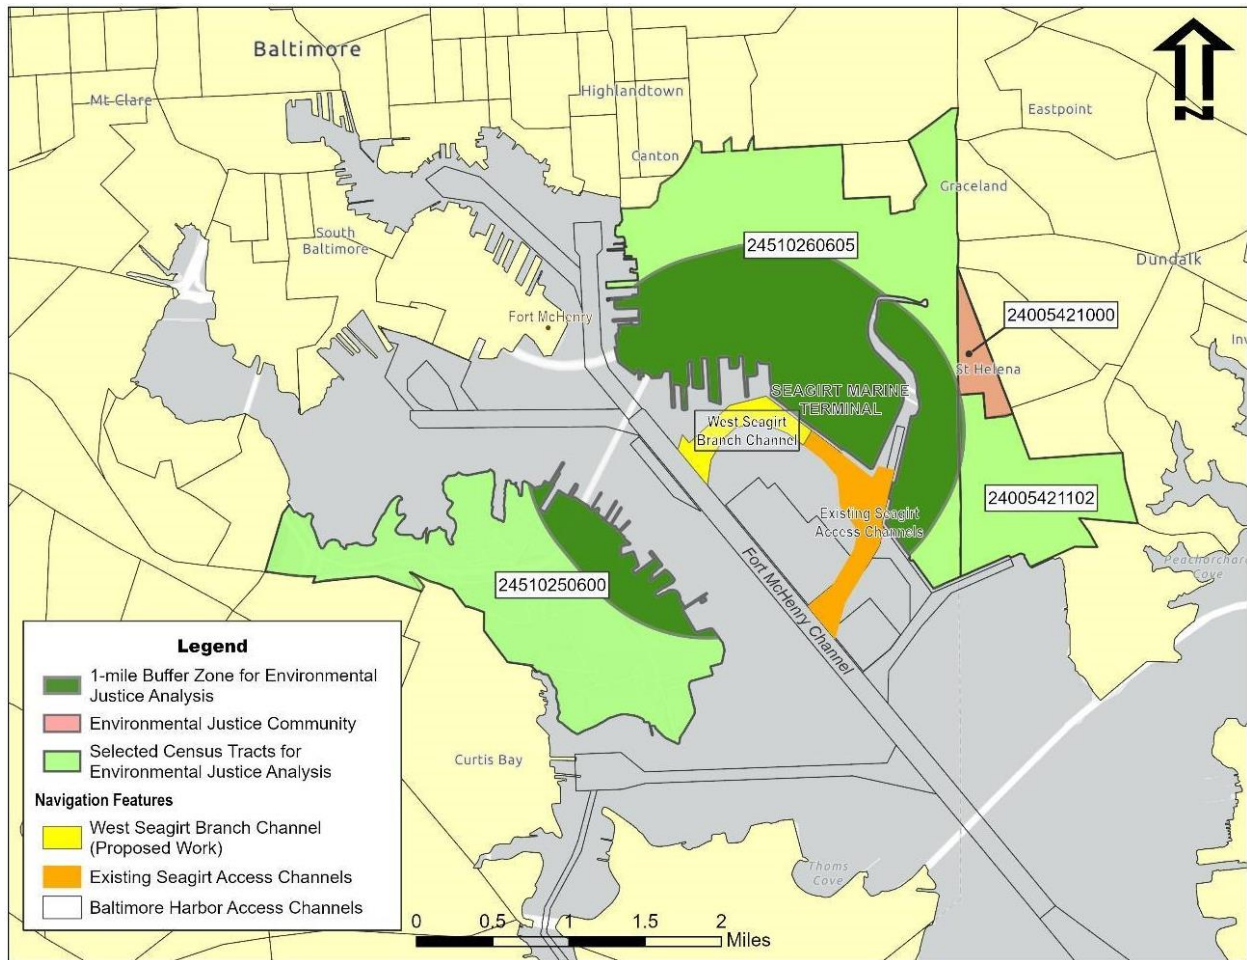 Baltimore
Mt Clare
Highlandtown
Eastpoint
Canton
Graceland
South
Baltimore
24510260605
Dundalk
Fort McHenry
24005421000
St Helena
SEAGIRT MARINE
TERMINAL
West Seagirt
Branch Channel
24005421102
Existing Seagirt
Access Channels
Peachorchard
Cove
24510250600
Fort McHenry Channel
Curtis Bay
Thoms
Cove
N
Legend
1-mile Buffer Zone for Environmental
Justice Analysis
Environmental Justice Community
Selected Census Tracts for
Environmental Justice Analysis
Navigation Features
West Seagirt Branch Channel
(Proposed Work)
Existing Seagirt Access Channels
Baltimore Harbor Access Channels
0 0.5 1 1.5 2
Miles